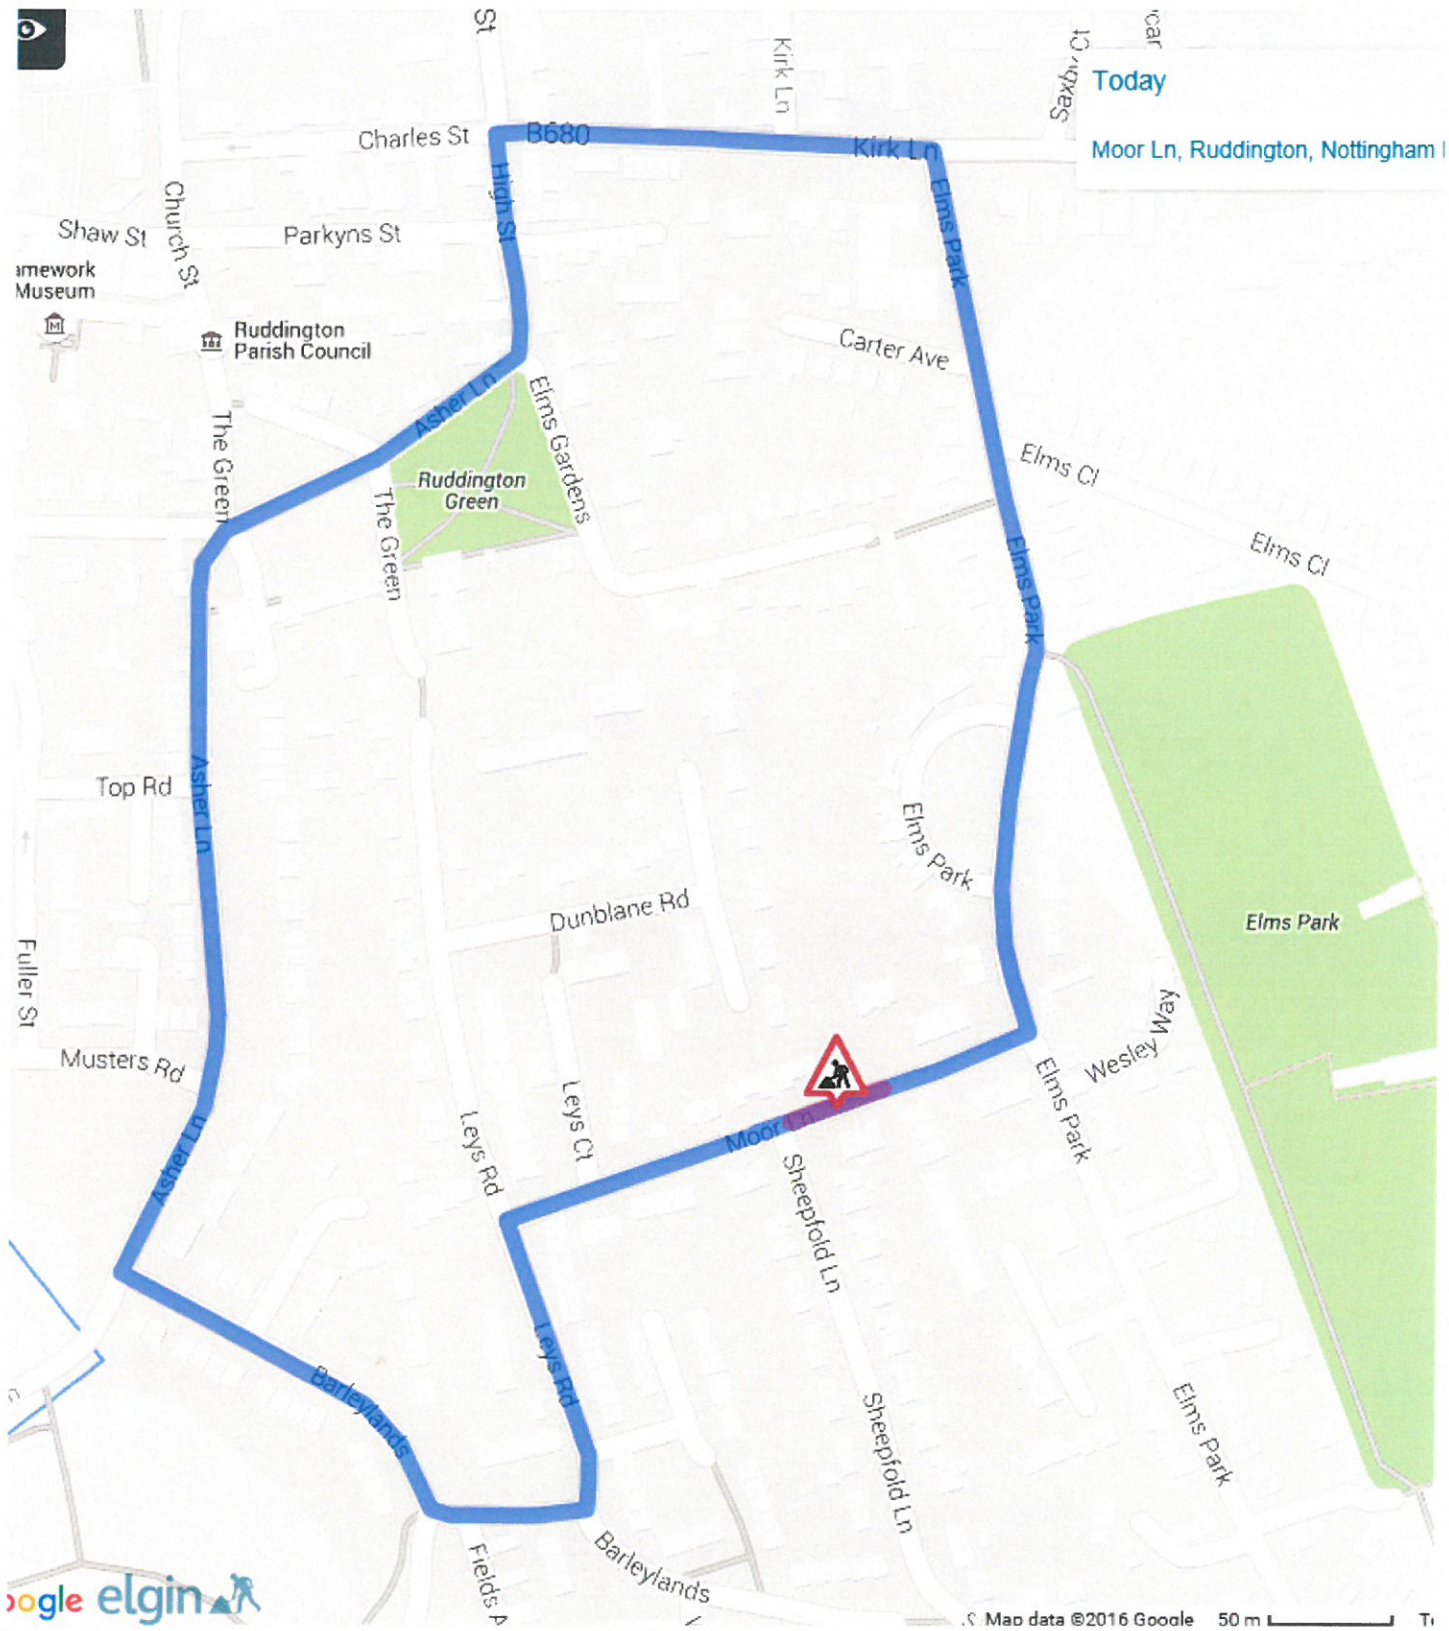 St
Kirk Ln
Today
Charles St
B680
Kirk Ln
Moor Ln, Ruddington, Nottingham
High St
Elms Park
Church St
Shaw St
Parkyns St
amework
Museum
Ruddington
Parish Council
Carter Ave
Asher Ln
Elms Gardens
The Green
Ruddington
Green
Elms Cl
The Green
Elms Cl
Elms Park
Top Rd
Asher Ln
Elms Park
Dunblane Rd
Elms Park
Fuller St
Way
Musters Rd
Wesley
Leys Ct
Elms Park
Leys Rd
Moor Ln
Asher Ln
Sheepfold Ln
Leys Rd
Barleylands
Elms Park
Sheepfold Ln
Barleylands
Fields A
oogle elgin
Map data ©2016 Google 50 m